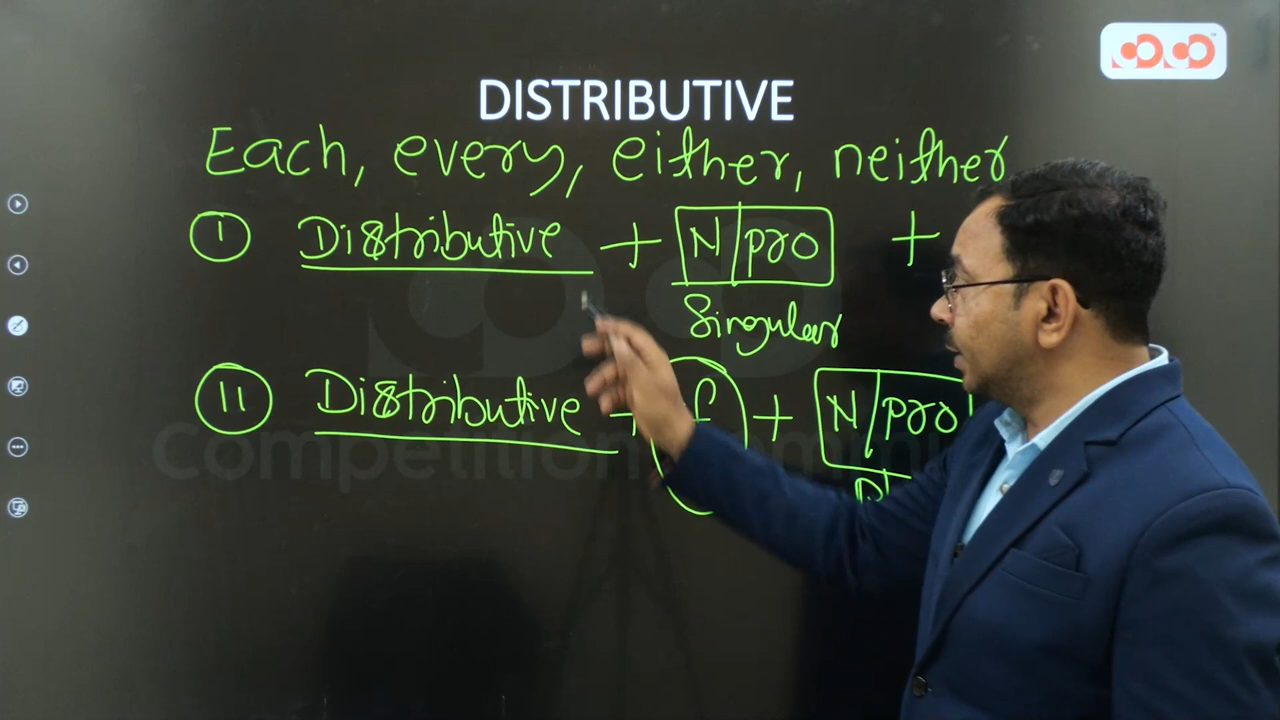 DISTRIBUTIVE
Each, every, either, neither
I Distributive + N/pro +
Singular
II Distributive + + N/pro